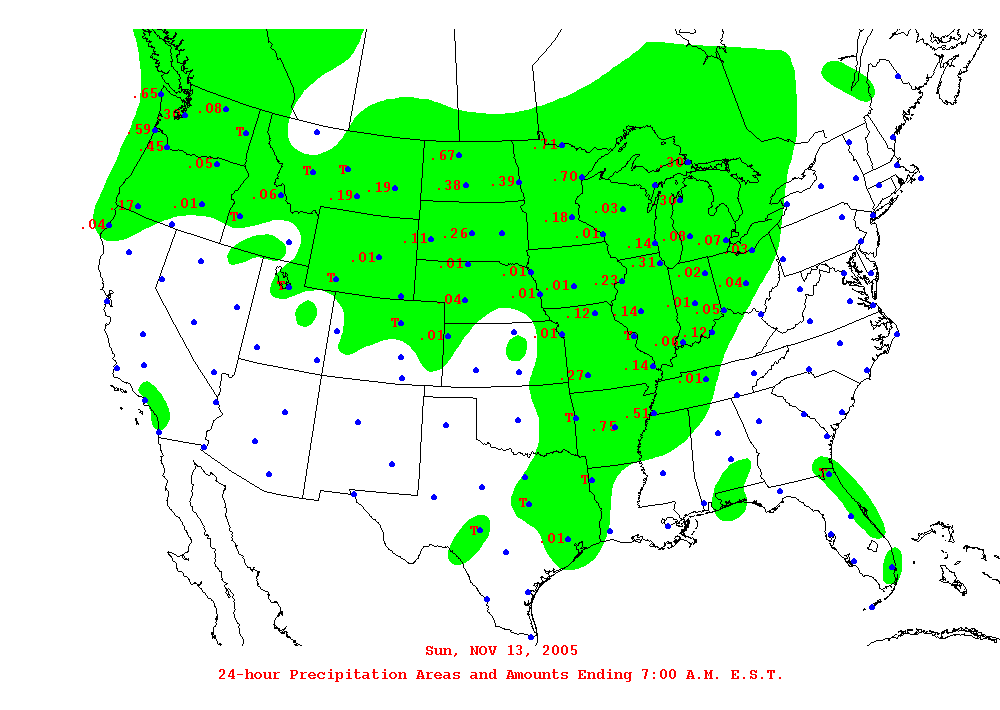 .65 .08
.36
.59 T
.45 .71
.67
.05 .30
T T
.70
.38 .39
.19
.06 .19
.30
.17 .01 .03
T .18
.04
.26 .01 .08
.11 .14 .07
.03
.01
.01 .31
.01 .02
T .23
T .01 .04
.01
.04 .01
.12 .14 .05
T
.01 .01 T .12
.06
.14
.27 .01
.51
T
.75
T
T
T
T
.01
Sun, NOV 13, 2005
24-hour Precipitation Areas and Amounts Ending 7:00 A.M. E.S.T.